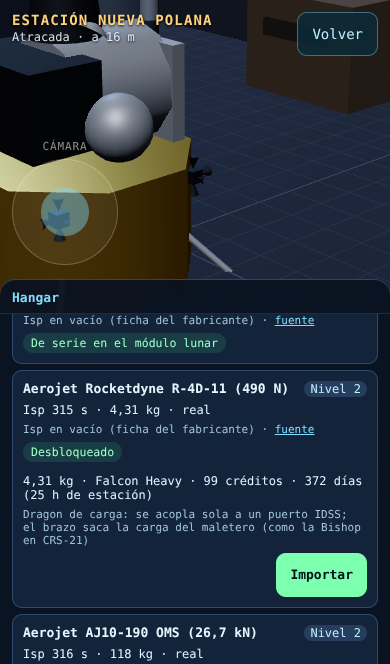 ESTACIÓN NUEVA POLANA
Atracada · a 16 m
Volver
CÁMARA
Hangar
Isp en vacío (ficha del fabricante) · fuente
De serie en el módulo lunar
Aerojet Rocketdyne R-4D-11 (490 N) Nivel 2
Isp 315 s · 4,31 kg · real
Isp en vacío (ficha del fabricante) · fuente
Desbloqueado
4,31 kg · Falcon Heavy · 99 créditos · 372 días
(25 h de estación)
Dragon de carga: se acopla sola a un puerto IDSS;
el brazo saca la carga del maletero (como la Bishop
en CRS-21)
Importar
Aerojet AJ10-190 OMS (26,7 kN) Nivel 2
Isp 316 s · 118 kg · real